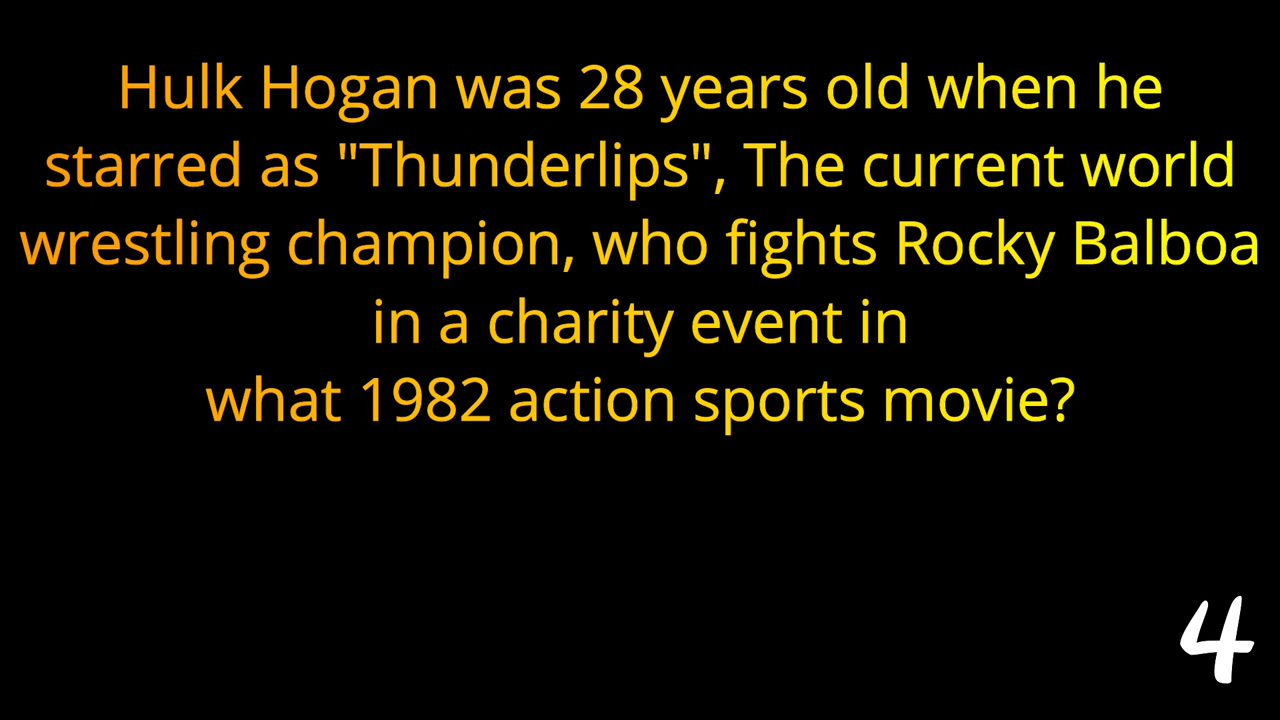 Hulk Hogan was 28 years old when he
starred as "Thunderlips", The current world
wrestling champion, who fights Rocky Balboa
in a charity event in
what 1982 action sports movie?
4